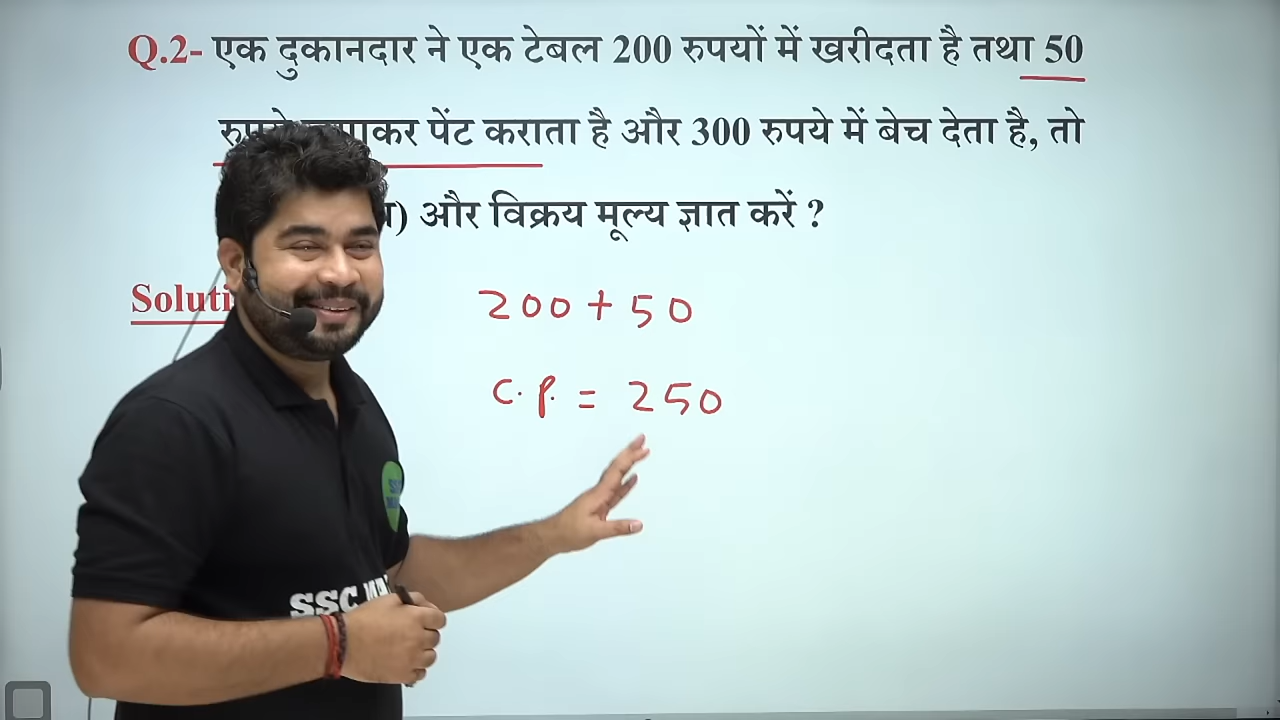 Q.2- एक दुकानदार ने एक टेबल 200 रुपयों में खरीदता है तथा 50
पेंट कराता है और 300 रुपये में बेच देता है, तो
और विक्रय मूल्य ज्ञात करें ?
200 + 50
C.P. = 250
SSC